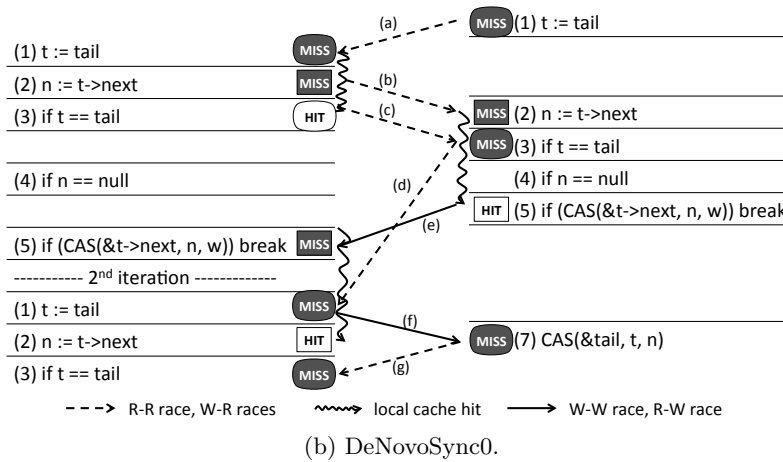 (a)
MISS (1) t := tail
(1) t := tail MISS
(2) n := t->next MISS
(b)
(3) if t == tail HIT
(c)
MISS (2) n := t->next
MISS (3) if t == tail
(4) if n == null
(d)
(4) if n == null
HIT (5) if (CAS(&t->next, n, w)) break
(e)
(5) if (CAS(&t->next, n, w)) break MISS
----------- 2nd iteration -------------
(1) t := tail MISS
(f)
(2) n := t->next HIT
MISS (7) CAS(&tail, t, n)
(g)
(3) if t == tail MISS
R-R race, W-R races local cache hit W-W race, R-W race
(b) DeNovoSync0.